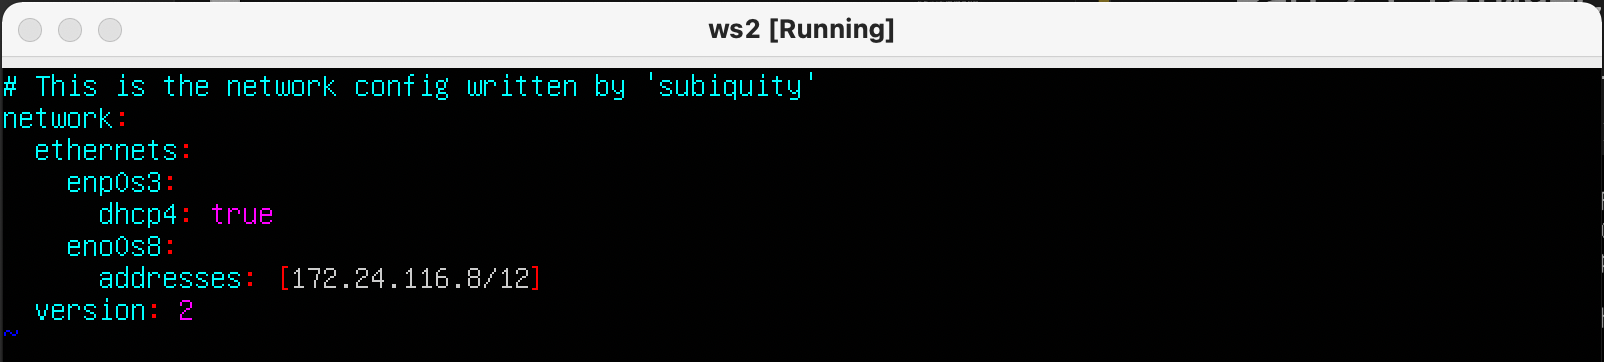 ws2 [Running]
# This is the network config written by 'subiquity'
network:
  ethernets:
    enp0s3:
      dhcp4: true
    eno0s8:
      addresses: [172.24.116.8/12]
  version: 2
~